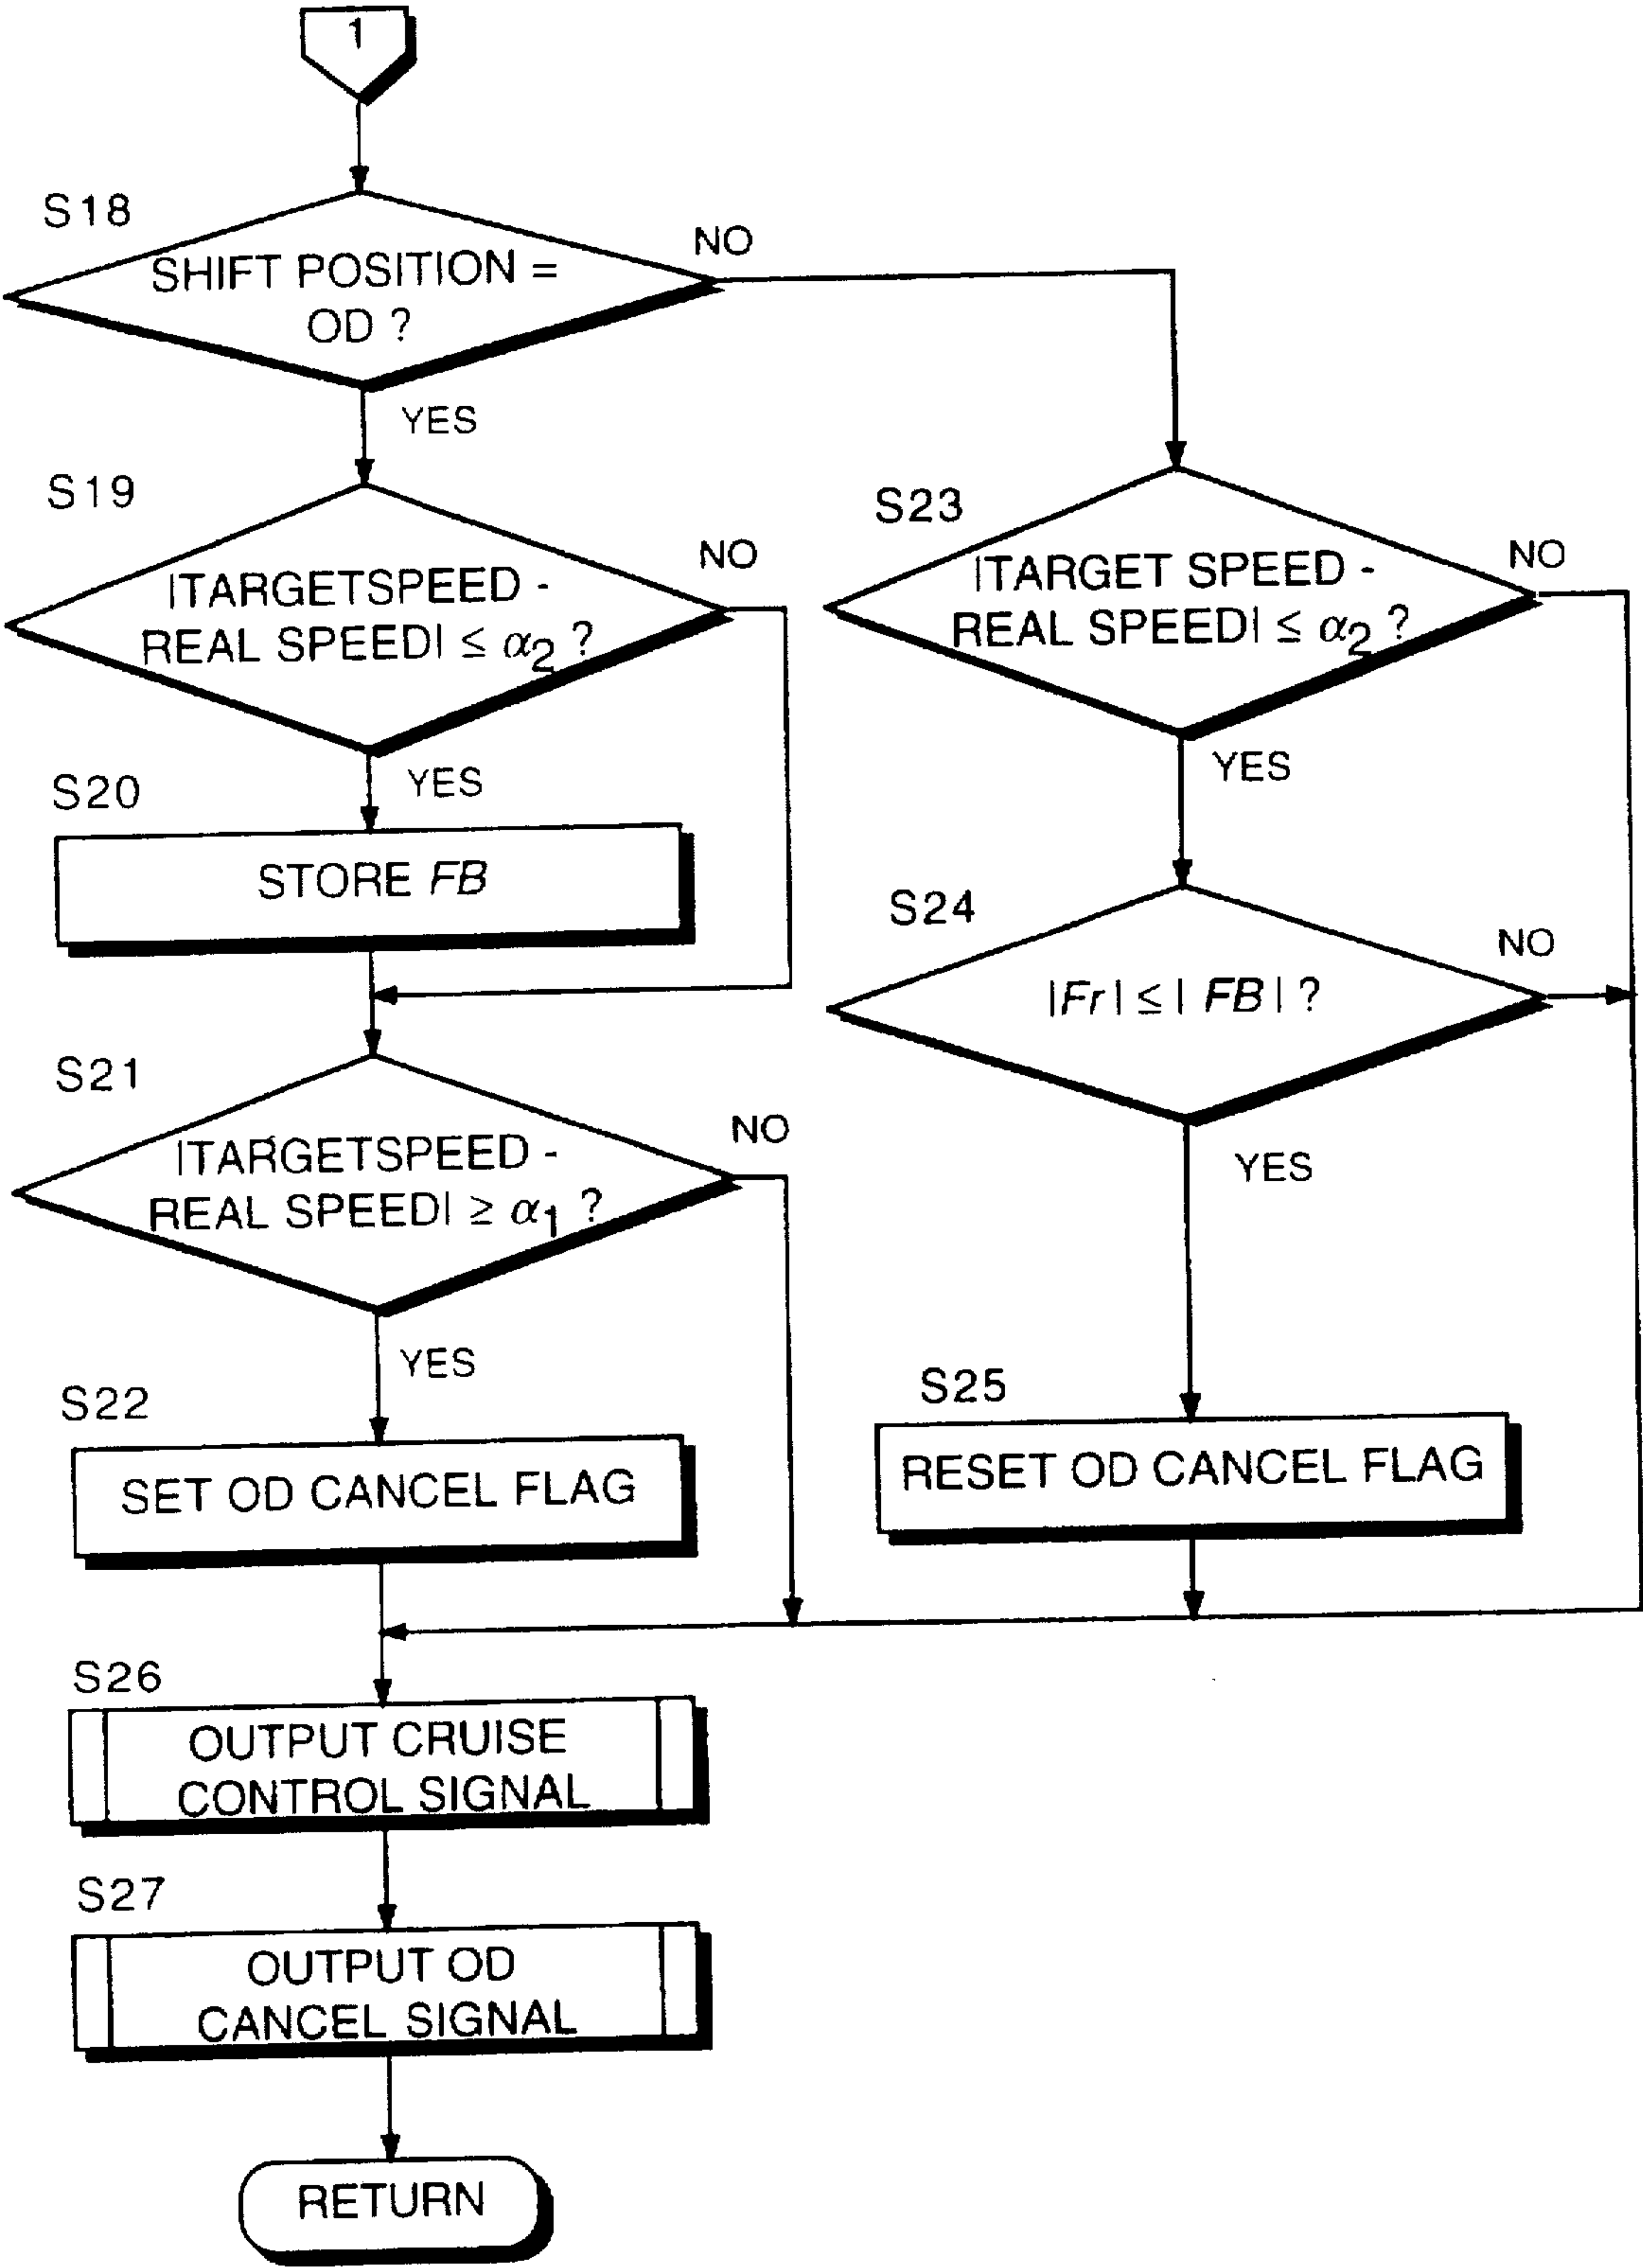 1
S18
SHIFT POSITION =
OD ?
NO
YES
S19
|TARGETSPEED -
REAL SPEED| ≤ α2 ?
NO
YES
S20
STORE FB
S21
|TARGETSPEED -
REAL SPEED| ≥ α1 ?
NO
YES
S22
SET OD CANCEL FLAG
S23
|TARGET SPEED -
REAL SPEED| ≤ α2 ?
NO
YES
S24
|Fr| ≤ | FB | ?
NO
YES
S25
RESET OD CANCEL FLAG
S26
OUTPUT CRUISE
CONTROL SIGNAL
S27
OUTPUT OD
CANCEL SIGNAL
RETURN